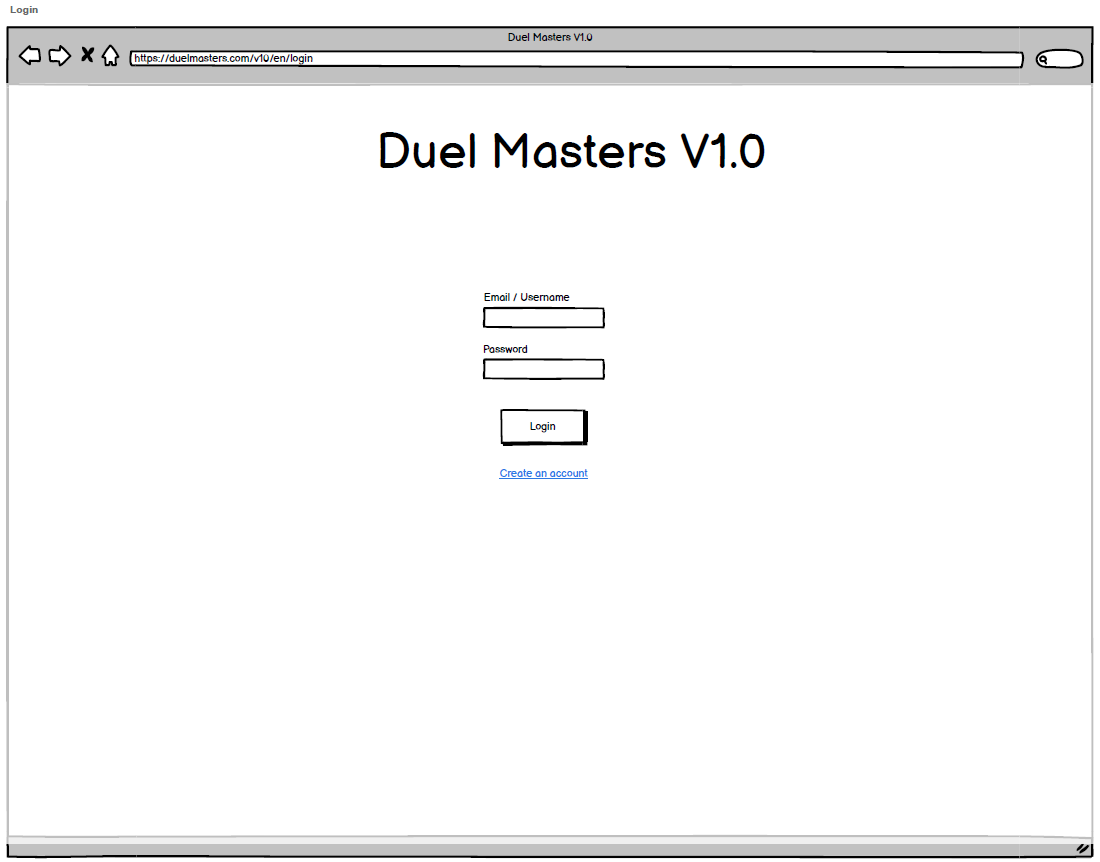 Login
Duel Masters V1.0
https://duelmasters.com/v10/en/login
Duel Masters V1.0
Email / Username
Password
Login
Create an account